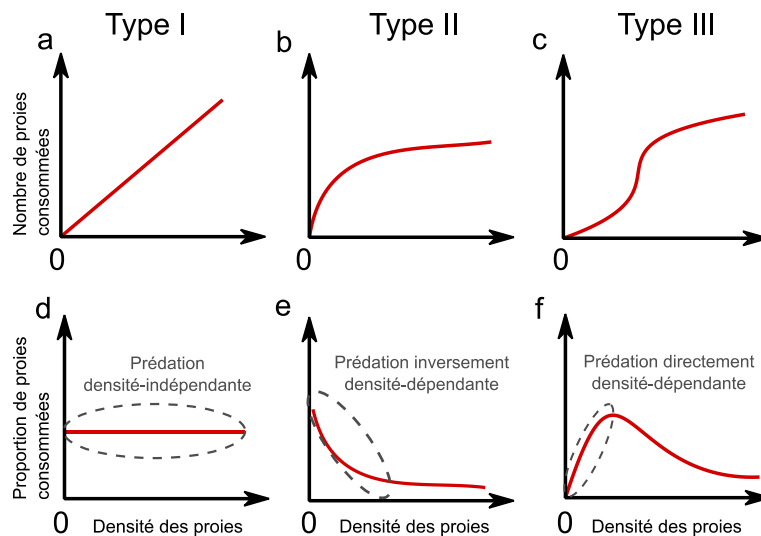 Type I
Type II
Type III
a
b
c
Nombre de proies
consommées
0
0
0
d
e
f
Prédation
densité-indépendante
Prédation inversement
densité-dépendante
Prédation directement
densité-dépendante
Proportion de proies
consommmées
0
Densité des proies
0
Densité des proies
0
Densité des proies